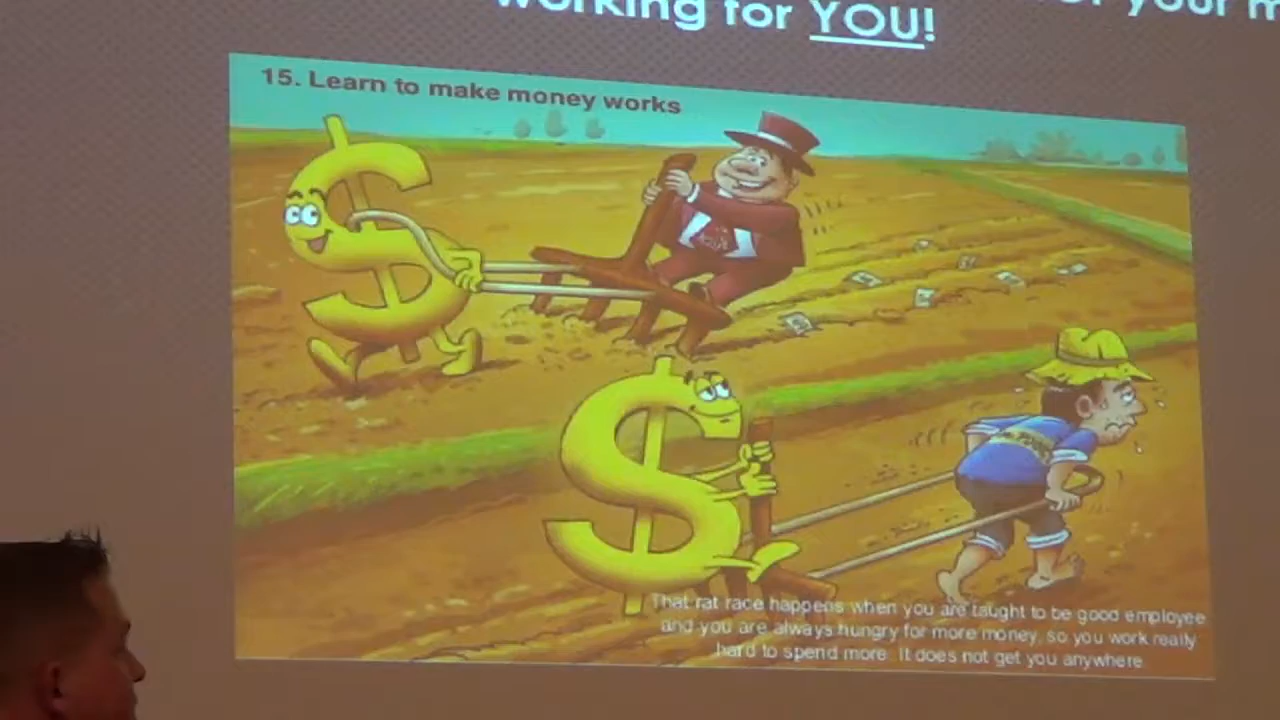 your
working for YOU!
15. Learn to make money works
That rat race happens when you are taught to be good employee
and you are always hungry for more money, so you work really
hard to spend more. It does not get you anywhere.